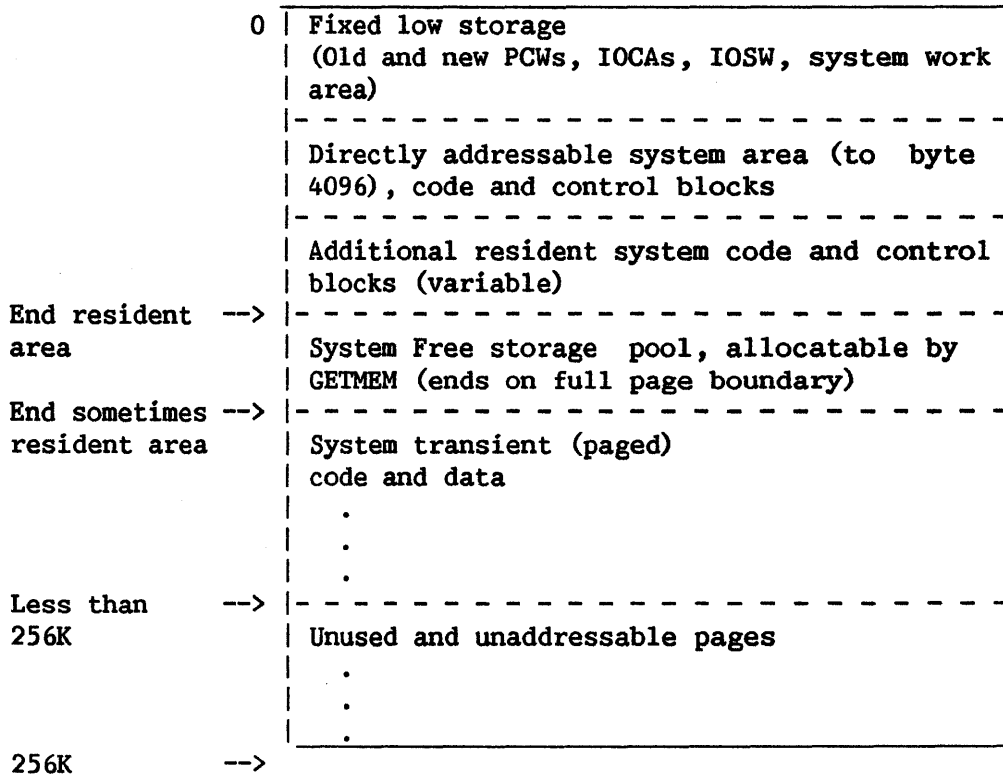 0 | Fixed low storage
| (Old and new PCWs, IOCAs, IOSW, system work
| area)
|- - - - - - - - - - - - - - - - - - - - - - -
| Directly addressable system area (to byte
| 4096), code and control blocks
|- - - - - - - - - - - - - - - - - - - - - - -
| Additional resident system code and control
| blocks (variable)
End resident --> |- - - - - - - - - - - - - - - - - - - - - - -
area | System Free storage pool, allocatable by
| GETMEM (ends on full page boundary)
End sometimes --> |- - - - - - - - - - - - - - - - - - - - - - -
resident area | System transient (paged)
| code and data
| .
| .
| .
Less than --> |- - - - - - - - - - - - - - - - - - - - - - -
256K | Unused and unaddressable pages
| .
| .
| .
256K -->